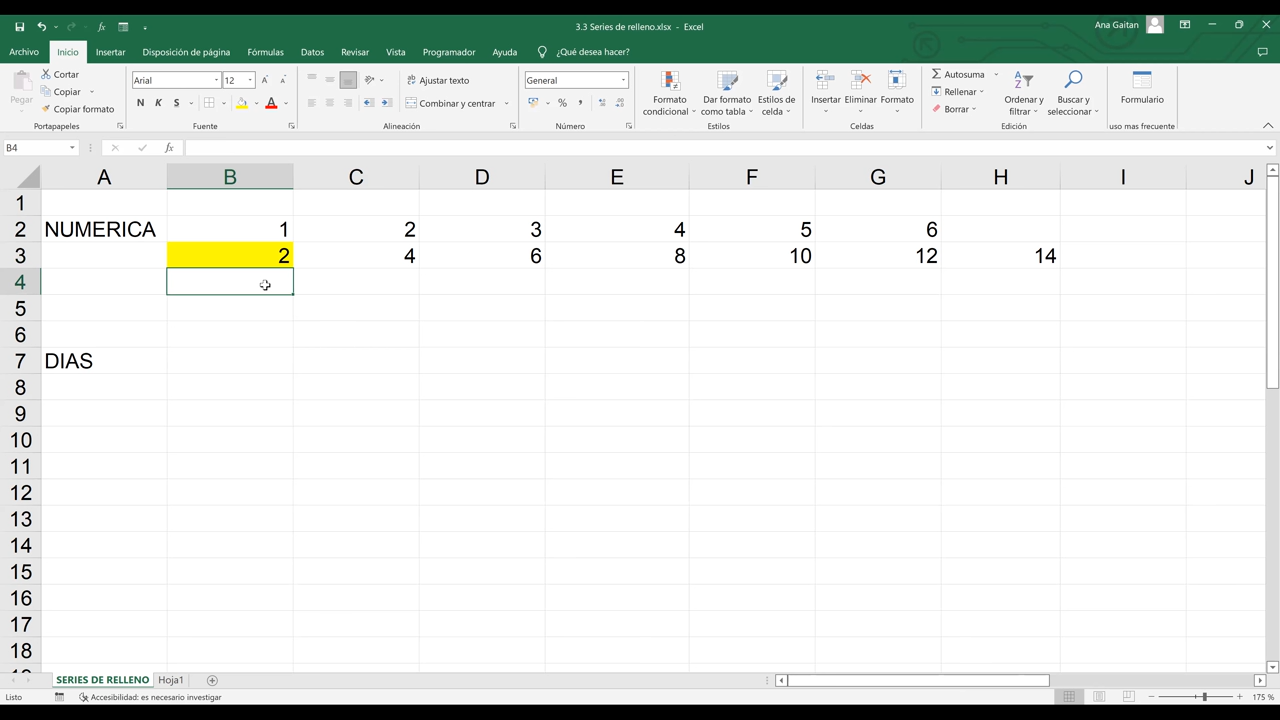 3.3 Series de relleno.xlsx - Excel
Ana Gaitan
Archivo Inicio Insertar Disposición de página Fórmulas Datos Revisar Vista Programador Ayuda ¿Qué desea hacer?
Pegar
Cortar
Copiar
Copiar formato
Portapapeles
Arial 12
N K S
Fuente
Ajustar texto
Combinar y centrar
Alineación
General
% ,
Número
Formato condicional
Dar formato como tabla
Estilos de celda
Estilos
Insertar Eliminar Formato
Celdas
Autosuma
Rellenar
Borrar
Ordenar y filtrar
Buscar y seleccionar
Edición
Formulario
uso mas frecuente
B4 fx
A B C D E F G H I J
1
2 NUMERICA 1 2 3 4 5 6
3 2 4 6 8 10 12 14
4
5
6
7 DIAS
8
9
10
11
12
13
14
15
16
17
18
SERIES DE RELLENO Hoja1
Listo Accesibilidad: es necesario investigar 175 %